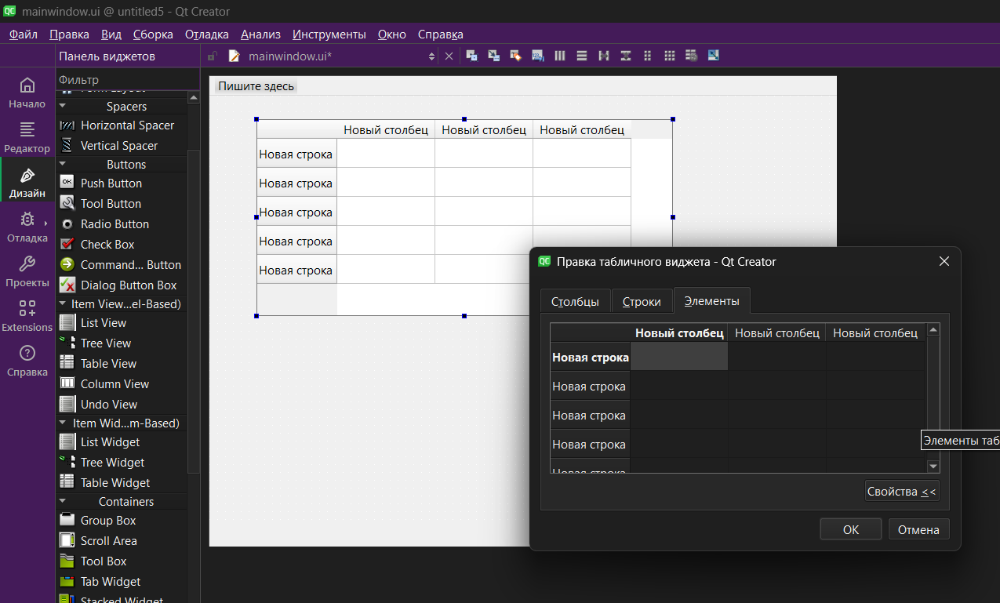 mainwindow.ui @ untitled5 - Qt Creator
Файл Правка Вид Сборка Отладка Анализ Инструменты Окно Справка
Панель виджетов
mainwindow.ui*
Фильтр
Начало
Редактор
Дизайн
Отладка
Проекты
Extensions
Справка
Form Layout
Spacers
Horizontal Spacer
Vertical Spacer
Buttons
Push Button
Tool Button
Radio Button
Check Box
Command... Button
Dialog Button Box
Item View...el-Based)
List View
Tree View
Table View
Column View
Undo View
Item Wid...m-Based)
List Widget
Tree Widget
Table Widget
Containers
Group Box
Scroll Area
Tool Box
Tab Widget
Stacked Widget
Пишите здесь
Новый столбец Новый столбец Новый столбец
Новая строка
Новая строка
Новая строка
Новая строка
Новая строка
Правка табличного виджета - Qt Creator
Столбцы Строки Элементы
Новый столбец Новый столбец Новый столбец
Новая строка
Новая строка
Новая строка
Новая строка
Новая строка
Элементы таб
Свойства <<
ОК Отмена